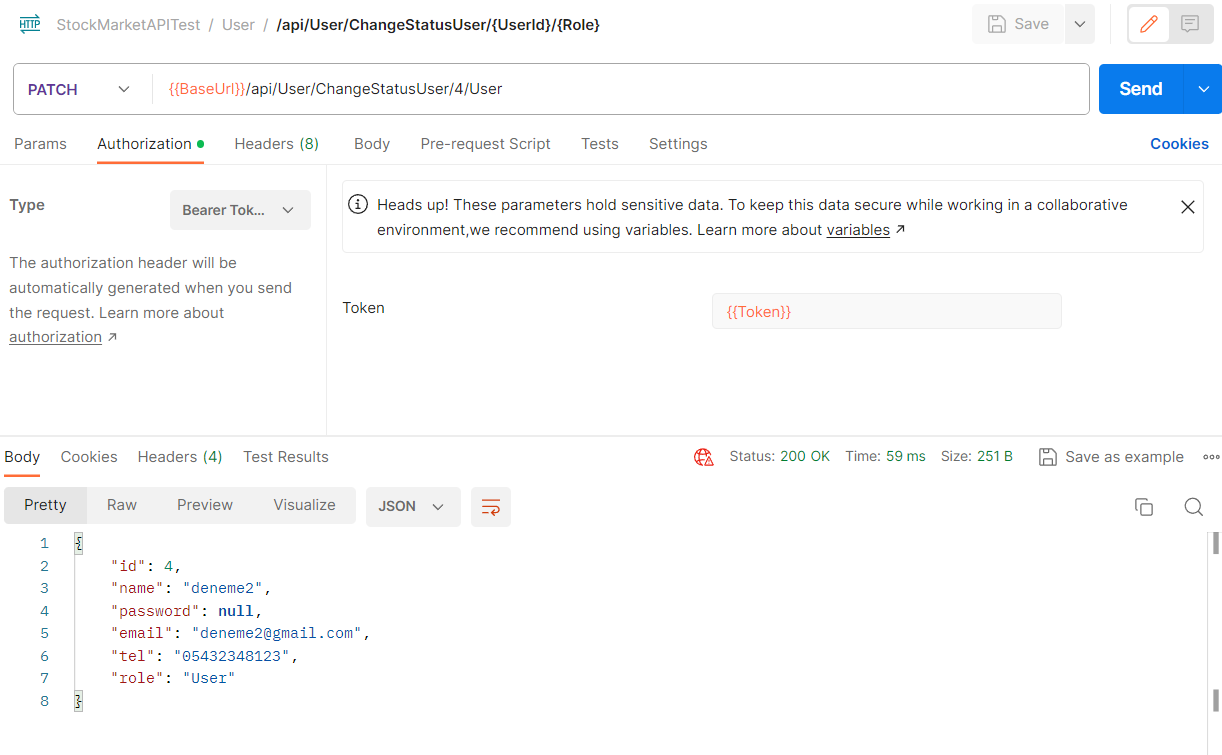 HTTP StockMarketAPITest / User / /api/User/ChangeStatusUser/{UserId}/{Role} Save
PATCH {{BaseUrl}}/api/User/ChangeStatusUser/4/User Send
Params Authorization Headers (8) Body Pre-request Script Tests Settings Cookies
Type Bearer Tok...
The authorization header will be
automatically generated when you send
the request. Learn more about
authorization ↗
Heads up! These parameters hold sensitive data. To keep this data secure while working in a collaborative
environment,we recommend using variables. Learn more about variables ↗
Token {{Token}}
Body Cookies Headers (4) Test Results Status: 200 OK Time: 59 ms Size: 251 B Save as example
Pretty Raw Preview Visualize JSON
1 {
2 "id": 4,
3 "name": "deneme2",
4 "password": null,
5 "email": "deneme2@gmail.com",
6 "tel": "05432348123",
7 "role": "User"
8 }